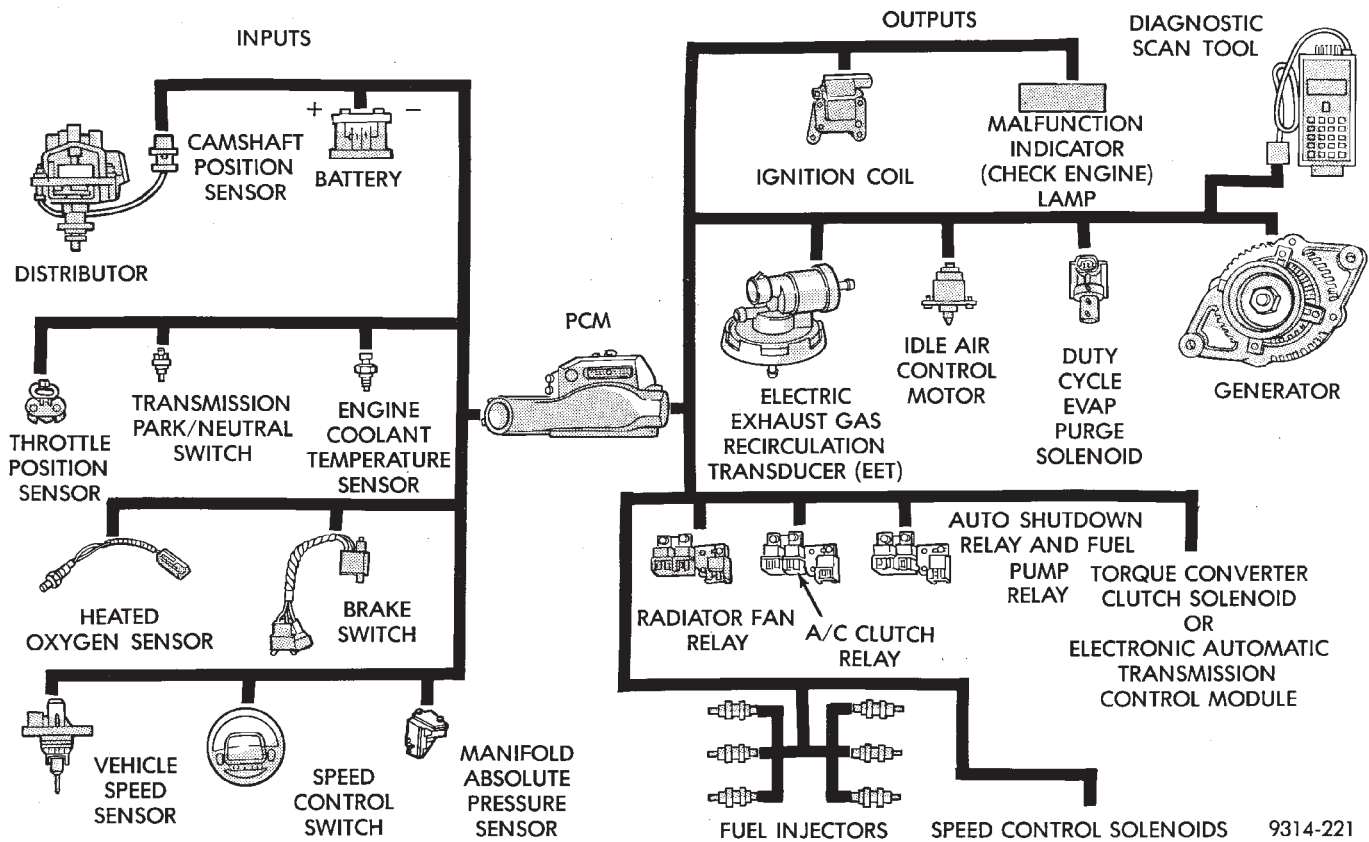 INPUTS
OUTPUTS
DIAGNOSTIC
SCAN TOOL
+ −
CAMSHAFT
POSITION
SENSOR
BATTERY
DISTRIBUTOR
IGNITION COIL
MALFUNCTION
INDICATOR
(CHECK ENGINE)
LAMP
THROTTLE
POSITION
SENSOR
TRANSMISSION
PARK/NEUTRAL
SWITCH
ENGINE
COOLANT
TEMPERATURE
SENSOR
PCM
ELECTRIC
EXHAUST GAS
RECIRCULATION
TRANSDUCER (EET)
IDLE AIR
CONTROL
MOTOR
DUTY
CYCLE
EVAP
PURGE
SOLENOID
GENERATOR
HEATED
OXYGEN SENSOR
BRAKE
SWITCH
RADIATOR FAN
RELAY
A/C CLUTCH
RELAY
AUTO SHUTDOWN
RELAY AND FUEL
PUMP
RELAY
TORQUE CONVERTER
CLUTCH SOLENOID
OR
ELECTRONIC AUTOMATIC
TRANSMISSION
CONTROL MODULE
VEHICLE
SPEED
SENSOR
SPEED
CONTROL
SWITCH
MANIFOLD
ABSOLUTE
PRESSURE
SENSOR
FUEL INJECTORS
SPEED CONTROL SOLENOIDS
9314-221